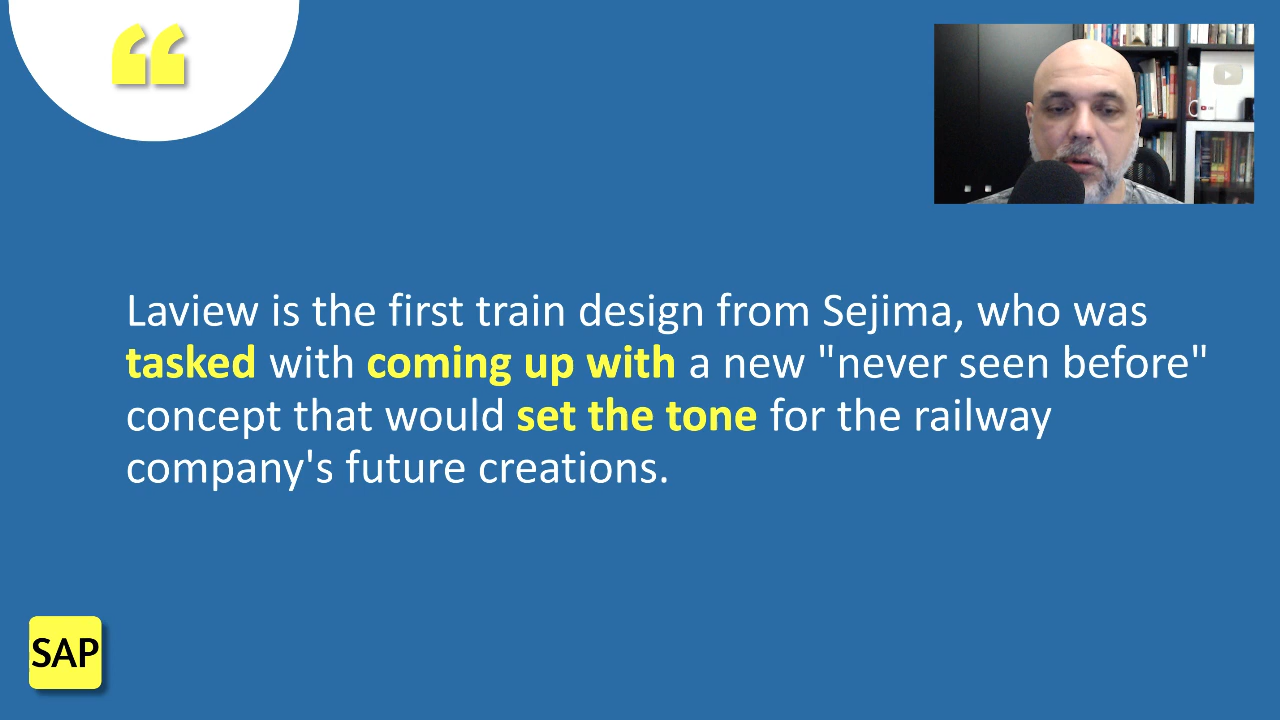 “
Laview is the first train design from Sejima, who was
tasked with coming up with a new "never seen before"
concept that would set the tone for the railway
company's future creations.
SAP